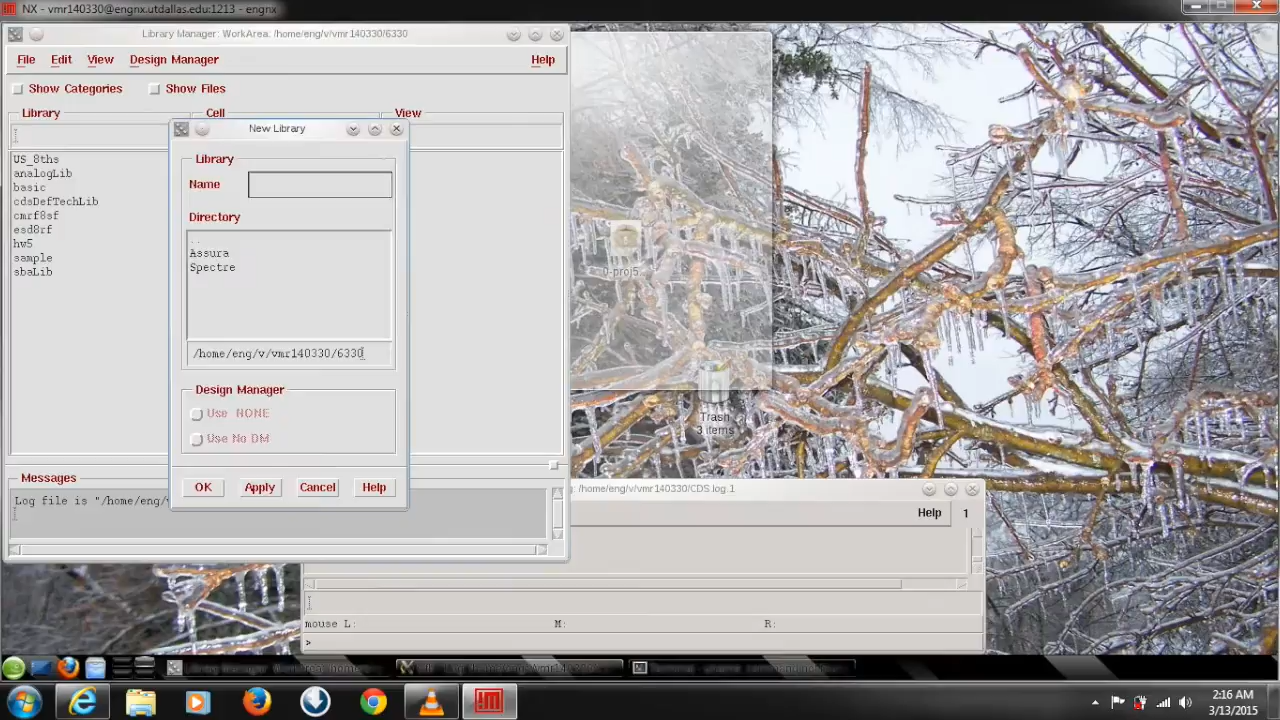 NX - vmr140330@engnx.utdallas.edu:1213 - engnx
Library Manager: WorkArea: /home/eng/v/vmr140330/6330
File Edit View Design Manager Help
Show Categories Show Files
Library Cell View
US_8ths
analogLib
basic
cdsDefTechLib
cmrf8sf
esd8rf
hw5
sample
sbaLib
Messages
og file is "/home/eng/
New Library
Library
Name
Directory
..
Assura
Spectre
/home/eng/v/vmr140330/6330
Design Manager
Use NONE
Use No DM
OK Apply Cancel Help
0-proj5
Trash
3 items
: /home/eng/v/vmr140330/CDS.log.1
Help 1
mouse L: M: R:
>
2:16 AM
3/13/2015